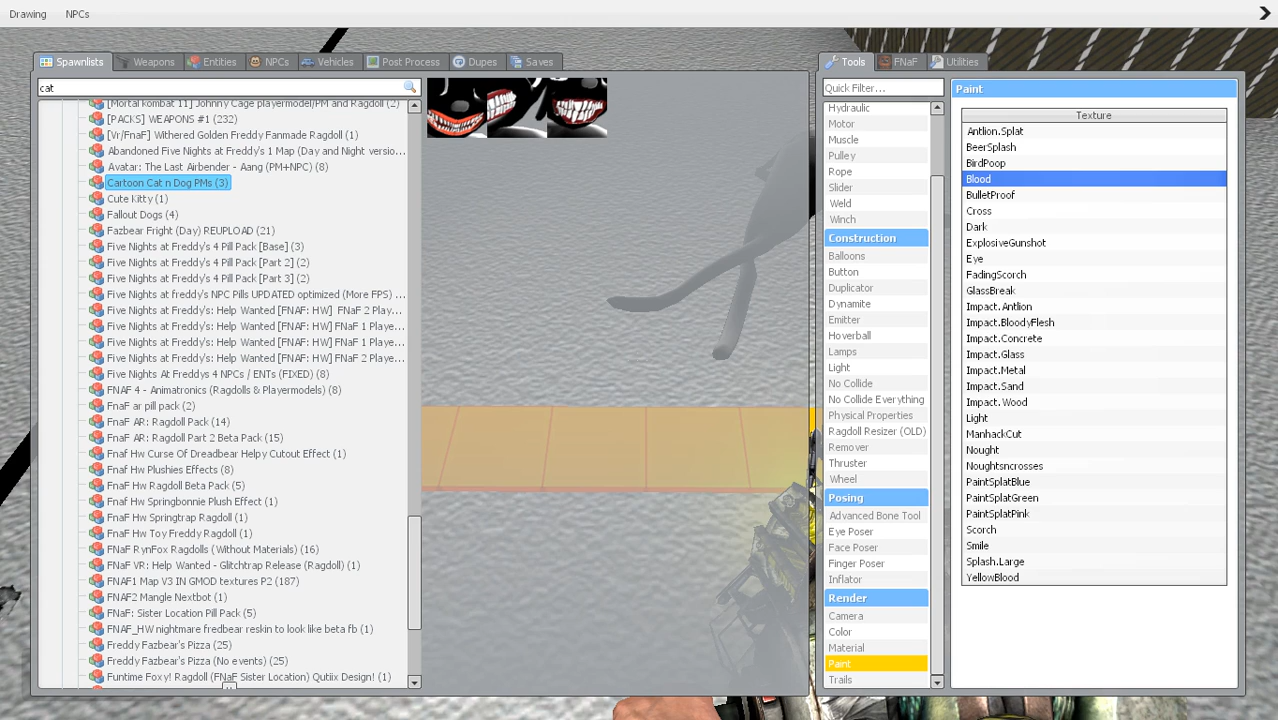 Drawing NPCs
Spawnlists Weapons Entities NPCs Vehicles Post Process Dupes Saves
Tools FNaF Utilities
cat
[Mortal kombat 11] Johnny Cage playermodel/PM and Ragdoll (2)
[PACKS] WEAPONS #1 (232)
[Vr/FnaF] Withered Golden Freddy Fanmade Ragdoll (1)
Abandoned Five Nights at Freddy's 1 Map (Day and Night versio...
Avatar: The Last Airbender - Aang (PM+NPC) (8)
Cartoon Cat n Dog PMs (3)
Cute Kitty (1)
Fallout Dogs (4)
Fazbear Fright (Day) REUPLOAD (21)
Five Nights at Freddy's 4 Pill Pack [Base] (3)
Five Nights at Freddy's 4 Pill Pack [Part 2] (2)
Five Nights at Freddy's 4 Pill Pack [Part 3] (2)
Five Nights at freddy's NPC Pills UPDATED optimized (More FPS) ...
Five Nights at Freddy's: Help Wanted [FNAF: HW]  FNaF 2 Playe...
Five Nights at Freddy's: Help Wanted [FNAF: HW] FNAF 1 Playe...
Five Nights at Freddy's: Help Wanted [FNAF: HW] FNAF 1 Playe...
Five Nights at Freddy's: Help Wanted [FNAF: HW] FNAF 2 Playe...
Five Nights At Freddys 4 NPCs / ENTs (FIXED) (8)
FNAF 4 - Animatronics (Ragdolls & Playermodels) (8)
FnaF ar pill pack (2)
FnaF AR: Ragdoll Pack (14)
FnaF AR: Ragdoll Part 2 Beta Pack (15)
Fnaf Hw Curse Of Dreadbear Helpy Cutout Effect (1)
Fnaf Hw Plushies Effects (8)
FnaF Hw Ragdoll Beta Pack (5)
Fnaf Hw Springbonnie Plush Effect (1)
FnaF Hw Springtrap Ragdoll (1)
FnaF Hw Toy Freddy Ragdoll (1)
FNaF RynFox Ragdolls (Without Materials) (16)
FNaF VR: Help Wanted - Glitchtrap Release (Ragdoll) (1)
FNAF1 Map V3 IN GMOD textures P2 (187)
FNAF2 Mangle Nextbot (1)
FNaF: Sister Location Pill Pack (5)
FNAF_HW nightmare fredbear reskin to look like beta fb (1)
Freddy Fazbear's Pizza (25)
Freddy Fazbear's Pizza (No events) (25)
Funtime Foxy! Ragdoll (FNaF Sister Location) Qutiix Design! (1)
Quick Filter...
Hydraulic
Motor
Muscle
Pulley
Rope
Slider
Weld
Winch
Construction
Balloons
Button
Duplicator
Dynamite
Emitter
Hoverball
Lamps
Light
No Collide
No Collide Everything
Physical Properties
Ragdoll Resizer (OLD)
Remover
Thruster
Wheel
Posing
Advanced Bone Tool
Eye Poser
Face Poser
Finger Poser
Inflator
Render
Camera
Color
Material
Paint
Trails
Paint
Texture
Antlion.Splat
BeerSplash
BirdPoop
Blood
BulletProof
Cross
Dark
ExplosiveGunshot
Eye
FadingScorch
GlassBreak
Impact.Antlion
Impact.BloodyFlesh
Impact.Concrete
Impact.Glass
Impact.Metal
Impact.Sand
Impact.Wood
Light
ManhackCut
Nought
Noughtsncrosses
PaintSplatBlue
PaintSplatGreen
PaintSplatPink
Scorch
Smile
Splash.Large
YellowBlood